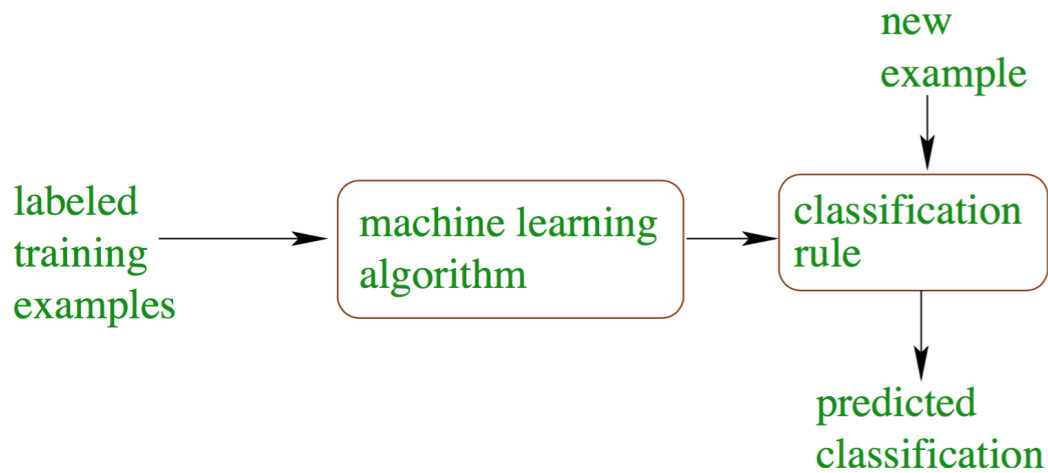 new
example
labeled
training
examples
machine learning
algorithm
classification
rule
predicted
classification